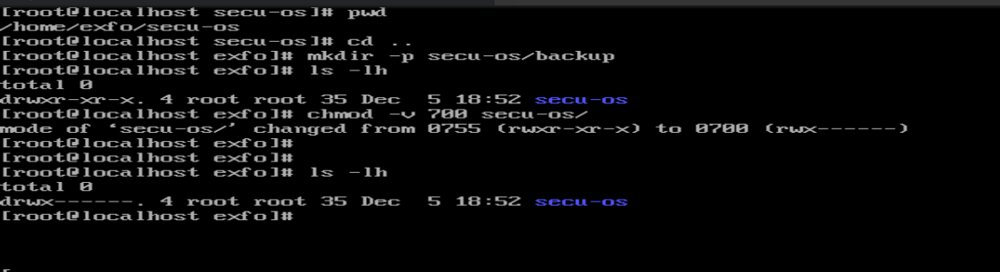 [root@localhost secu-os]# pwd
/home/exfo/secu-os
[root@localhost secu-os]# cd ..
[root@localhost exfo]# mkdir -p secu-os/backup
[root@localhost exfo]# ls -lh
total 0
drwxr-xr-x. 4 root root 35 Dec  5 18:52 secu-os
[root@localhost exfo]# chmod -v 700 secu-os/
mode of ‘secu-os/’ changed from 0755 (rwxr-xr-x) to 0700 (rwx------)
[root@localhost exfo]#
[root@localhost exfo]#
[root@localhost exfo]# ls -lh
total 0
drwx------. 4 root root 35 Dec  5 18:52 secu-os
[root@localhost exfo]#